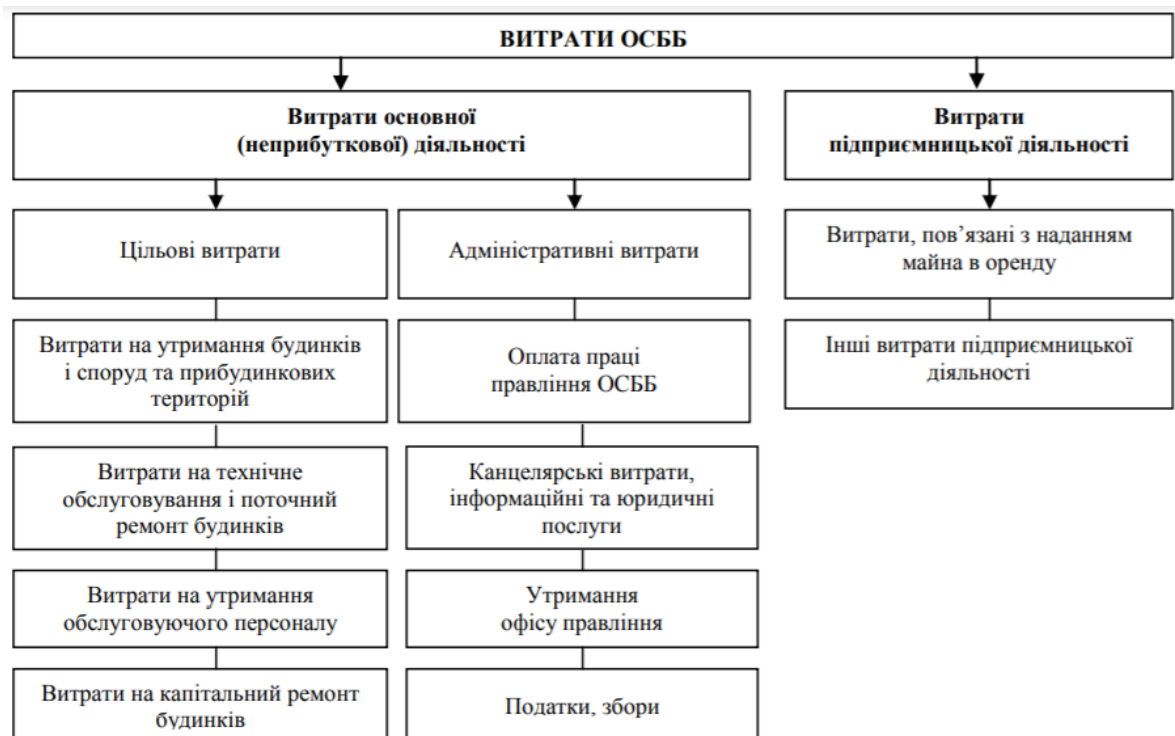 ВИТРАТИ ОСББ
Витрати основної
(неприбуткової) діяльності
Витрати
підприємницької діяльності
Цільові витрати
Адміністративні витрати
Витрати, пов’язані з наданням
майна в оренду
Витрати на утримання будинків
і споруд та прибудинкових
територій
Оплата праці
правління ОСББ
Інші витрати підприємницької
діяльності
Витрати на технічне
обслуговування і поточний
ремонт будинків
Канцелярські витрати,
інформаційні та юридичні
послуги
Витрати на утримання
обслуговуючого персоналу
Утримання
офісу правління
Витрати на капітальний ремонт
будинків
Податки, збори